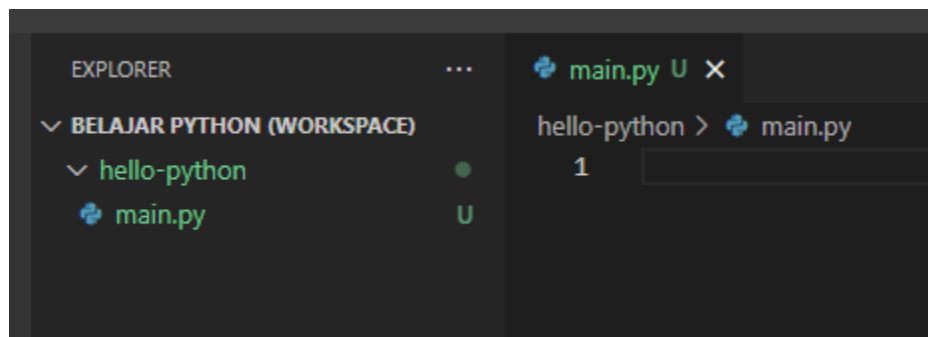 EXPLORER ...
BELAJAR PYTHON (WORKSPACE)
hello-python
main.py U
main.py U
hello-python > main.py
1